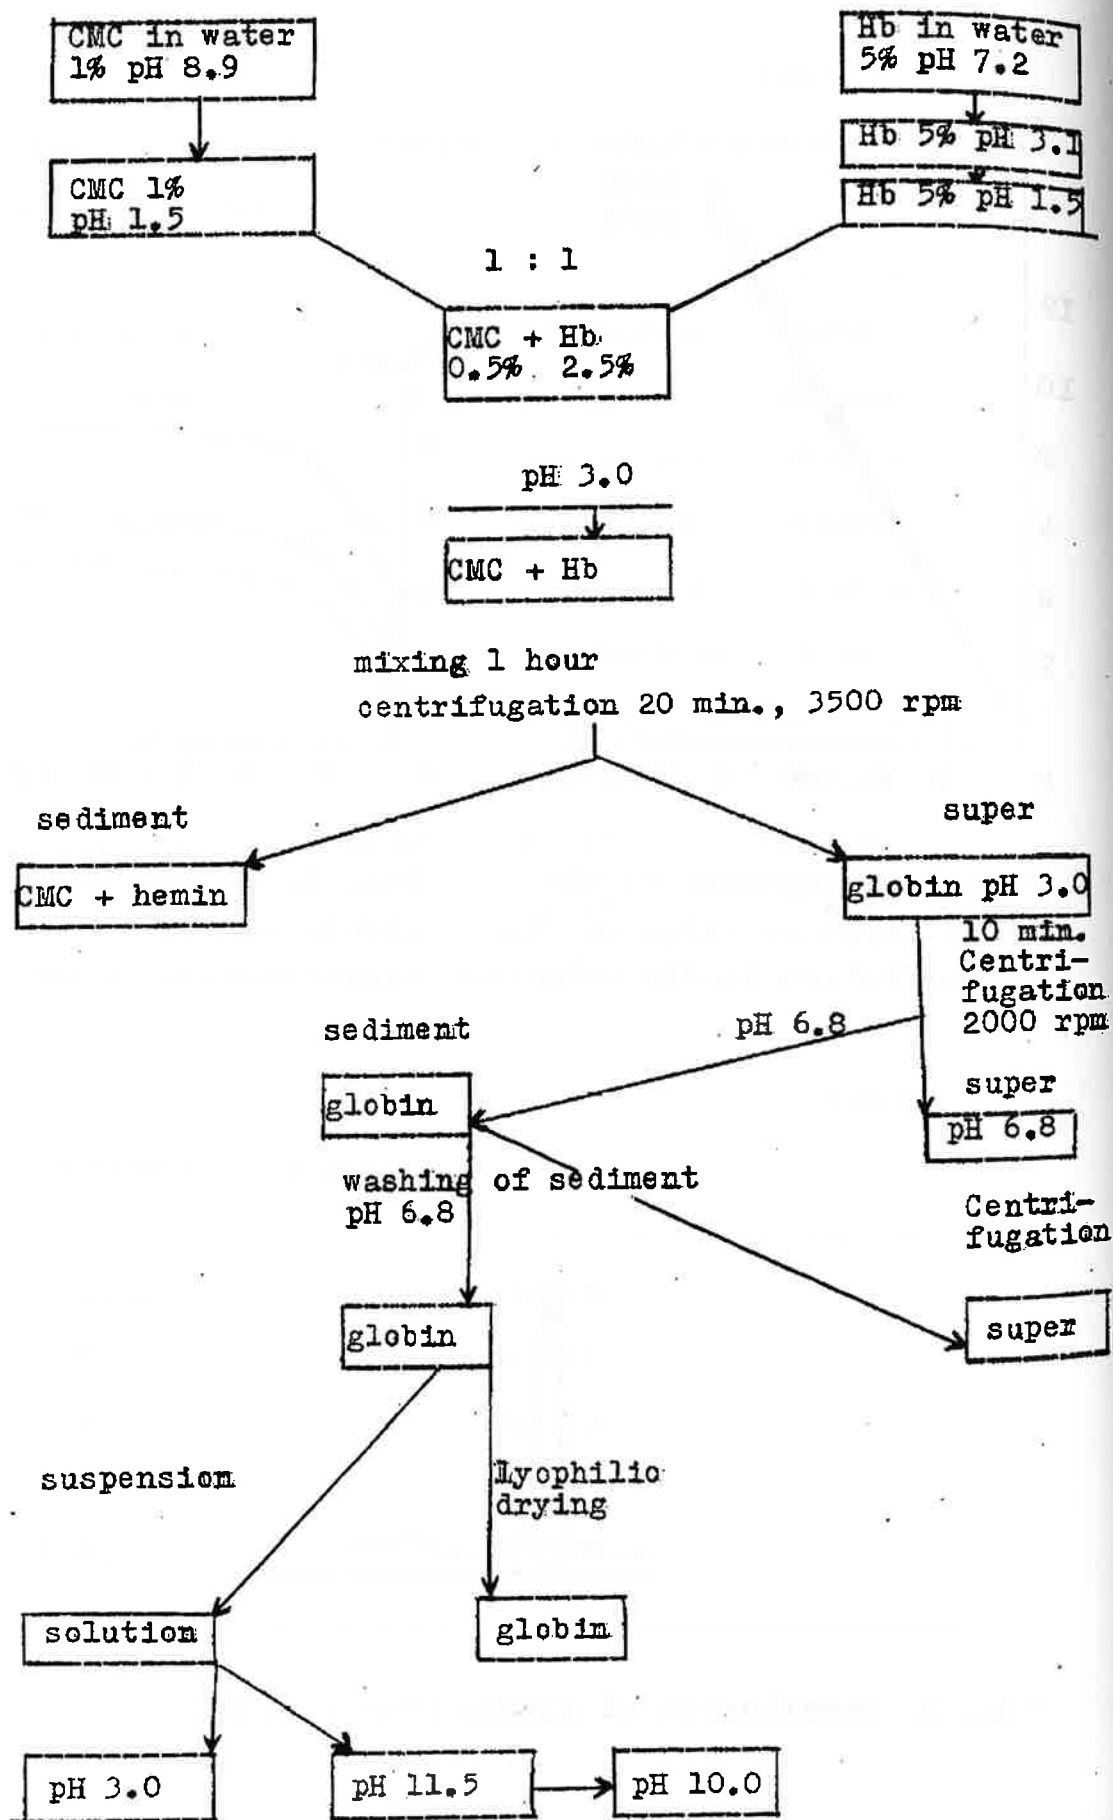 CMC in water
1% pH 8.9
Hb in water
5% pH 7.2
Hb 5% pH 3.1
CMC 1%
pH 1.5
Hb 5% pH 1.5
1 : 1
CMC + Hb
0.5% 2.5%
pH 3.0
CMC + Hb
mixing 1 hour
centrifugation 20 min., 3500 rpm
sediment
super
CMC + hemin
globin pH 3.0
10 min.
Centri-
fugation
2000 rpm
pH 6.8
sediment
globin
super
pH 6.8
washing of sediment
pH 6.8
Centri-
fugation
globin
super
suspension
Lyophilic
drying
solution
globin
pH 3.0
pH 11.5
pH 10.0